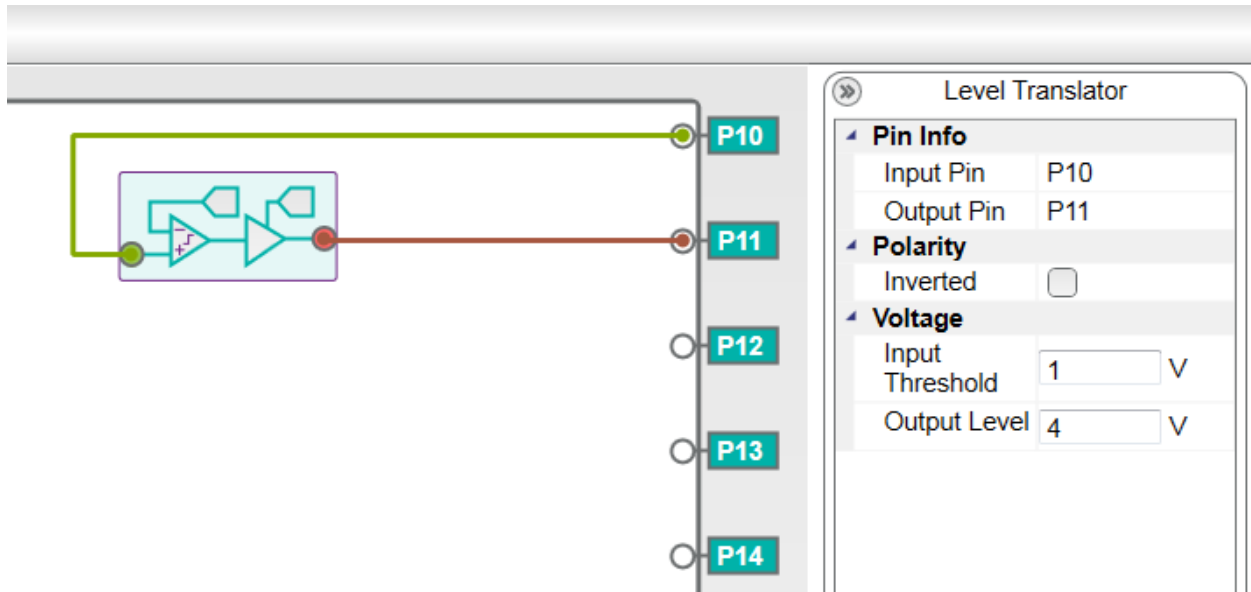 P10
P11
P12
P13
P14
Level Translator
Pin Info
Input Pin P10
Output Pin P11
Polarity
Inverted
Voltage
Input
Threshold 1 V
Output Level 4 V